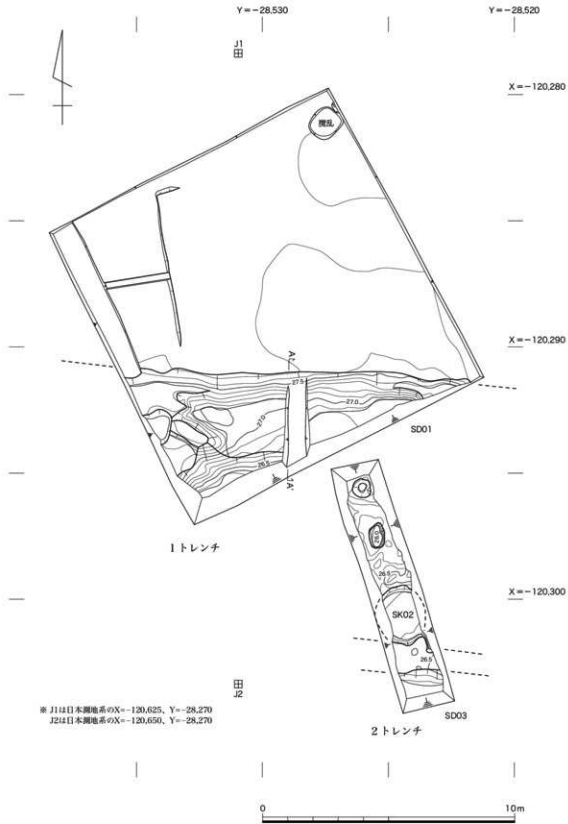 Y=-28,530
Y=-28,520
J1
X=-120,280
攪乱
X=-120,290
A
27.5
27.0
27.0
SD01
26.5
A'
1トレンチ
26.5
X=-120,300
SK02
26.5
J2
※ J1は日本測地系のX=-120,625、Y=-28,270
J2は日本測地系のX=-120,650、Y=-28,270
SD03
2トレンチ
0
10m